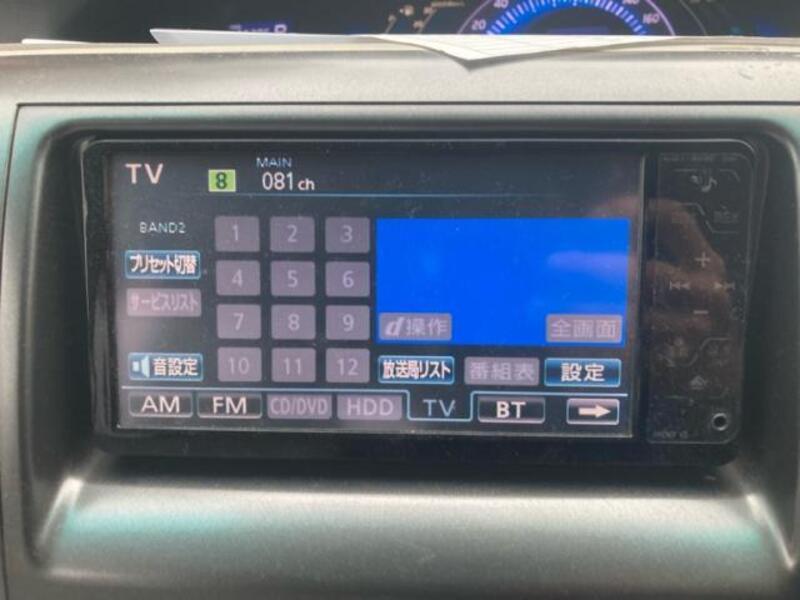 20
160
TV
8
MAIN
081ch
BAND2
1 2 3
プリセット切替
4 5 6
サービスリスト
7 8 9
d操作 全画面
音設定
10 11 12
放送局リスト 番組表 設定
AM FM CD/DVD HDD TV BT